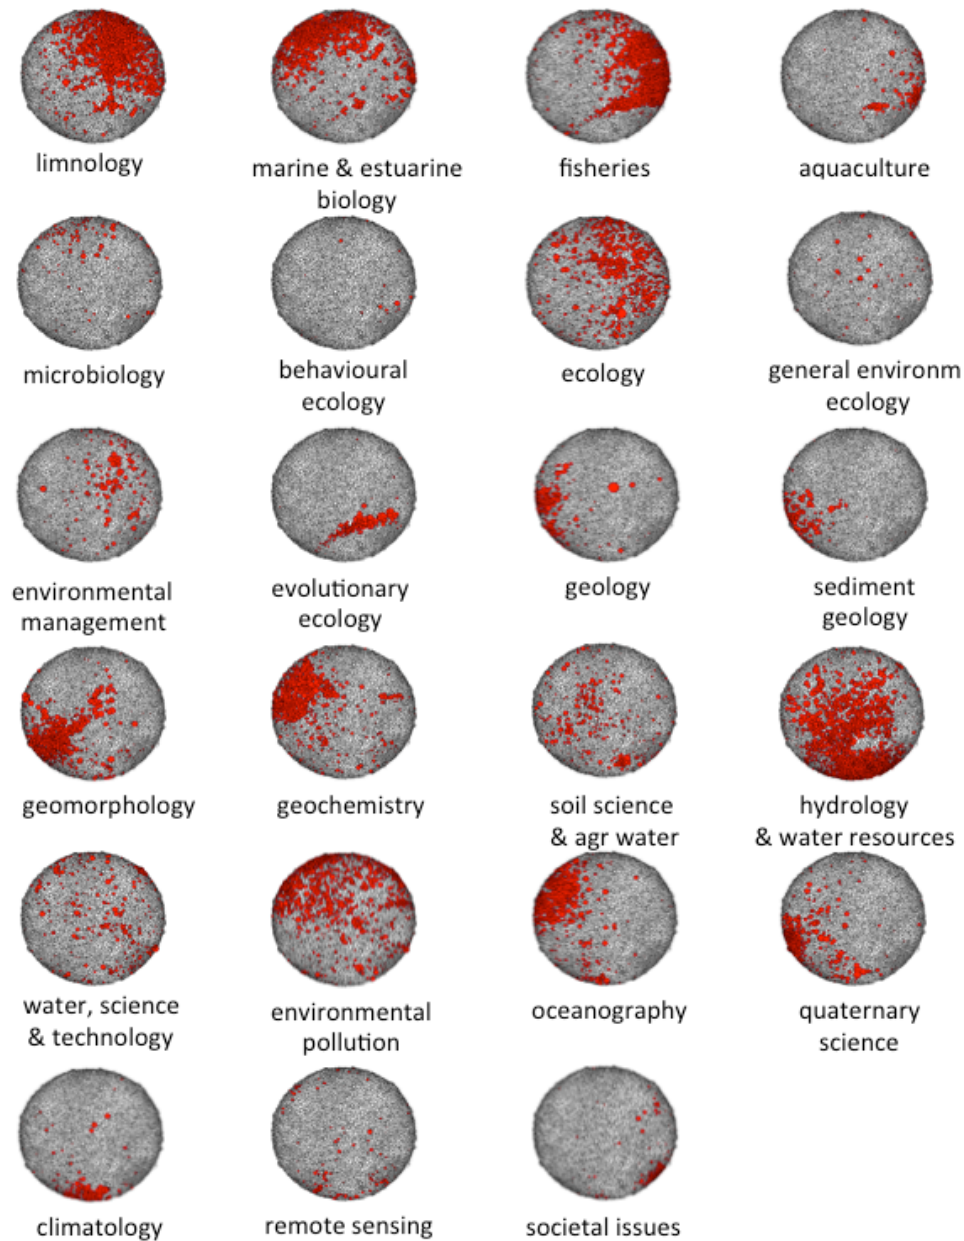 limnology
marine & estuarine
biology
fisheries
aquaculture
microbiology
behavioural
ecology
ecology
general environm
ecology
environmental
management
evolutionary
ecology
geology
sediment
geology
geomorphology
geochemistry
soil science
& agr water
hydrology
& water resources
water, science
& technology
environmental
pollution
oceanography
quaternary
science
climatology
remote sensing
societal issues